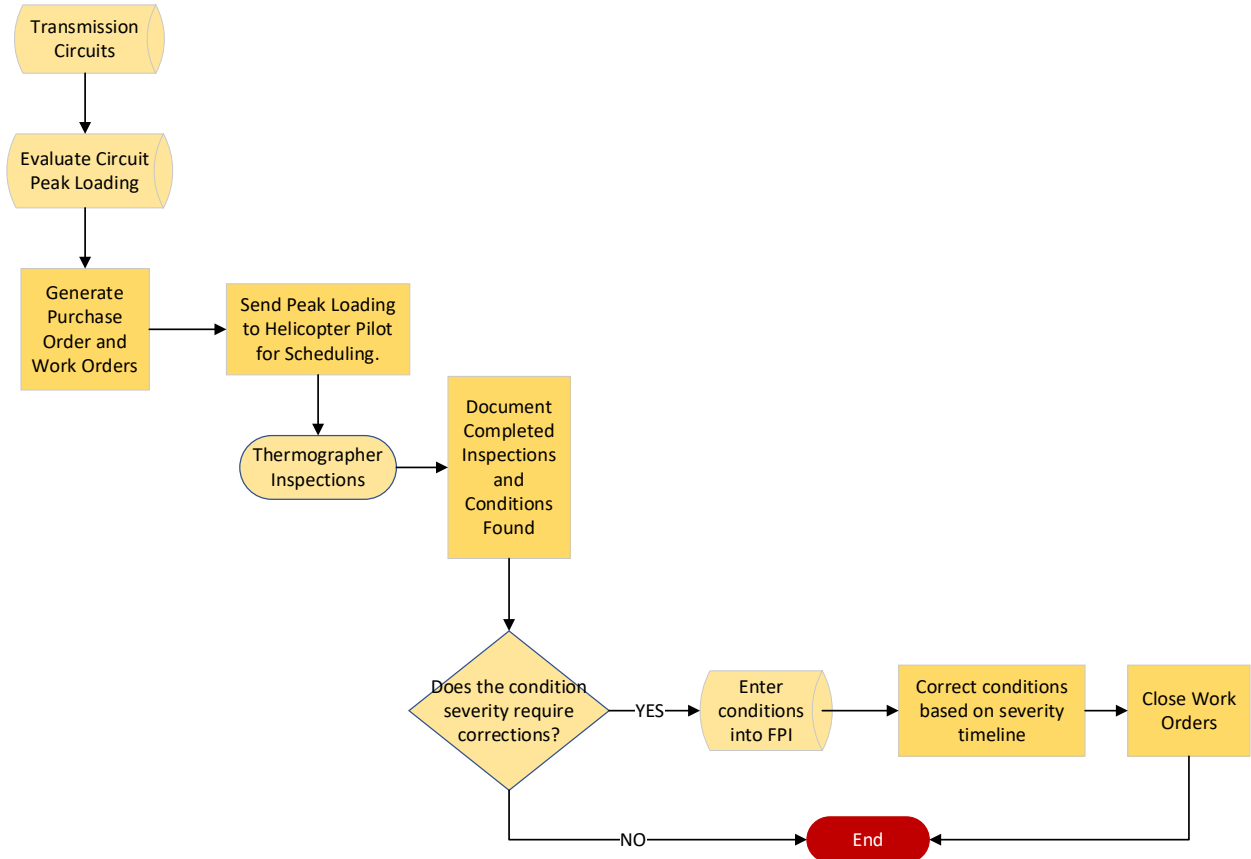 Transmission
Circuits
Evaluate Circuit
Peak Loading
Generate
Purchase
Order and
Work Orders
Send Peak Loading
to Helicopter Pilot
for Scheduling.
Thermographer
Inspections
Document
Completed
Inspections
and
Conditions
Found
Does the condition
severity require
corrections?
YES
Enter
conditions
into FPI
Correct conditions
based on severity
timeline
Close Work
Orders
NO
End